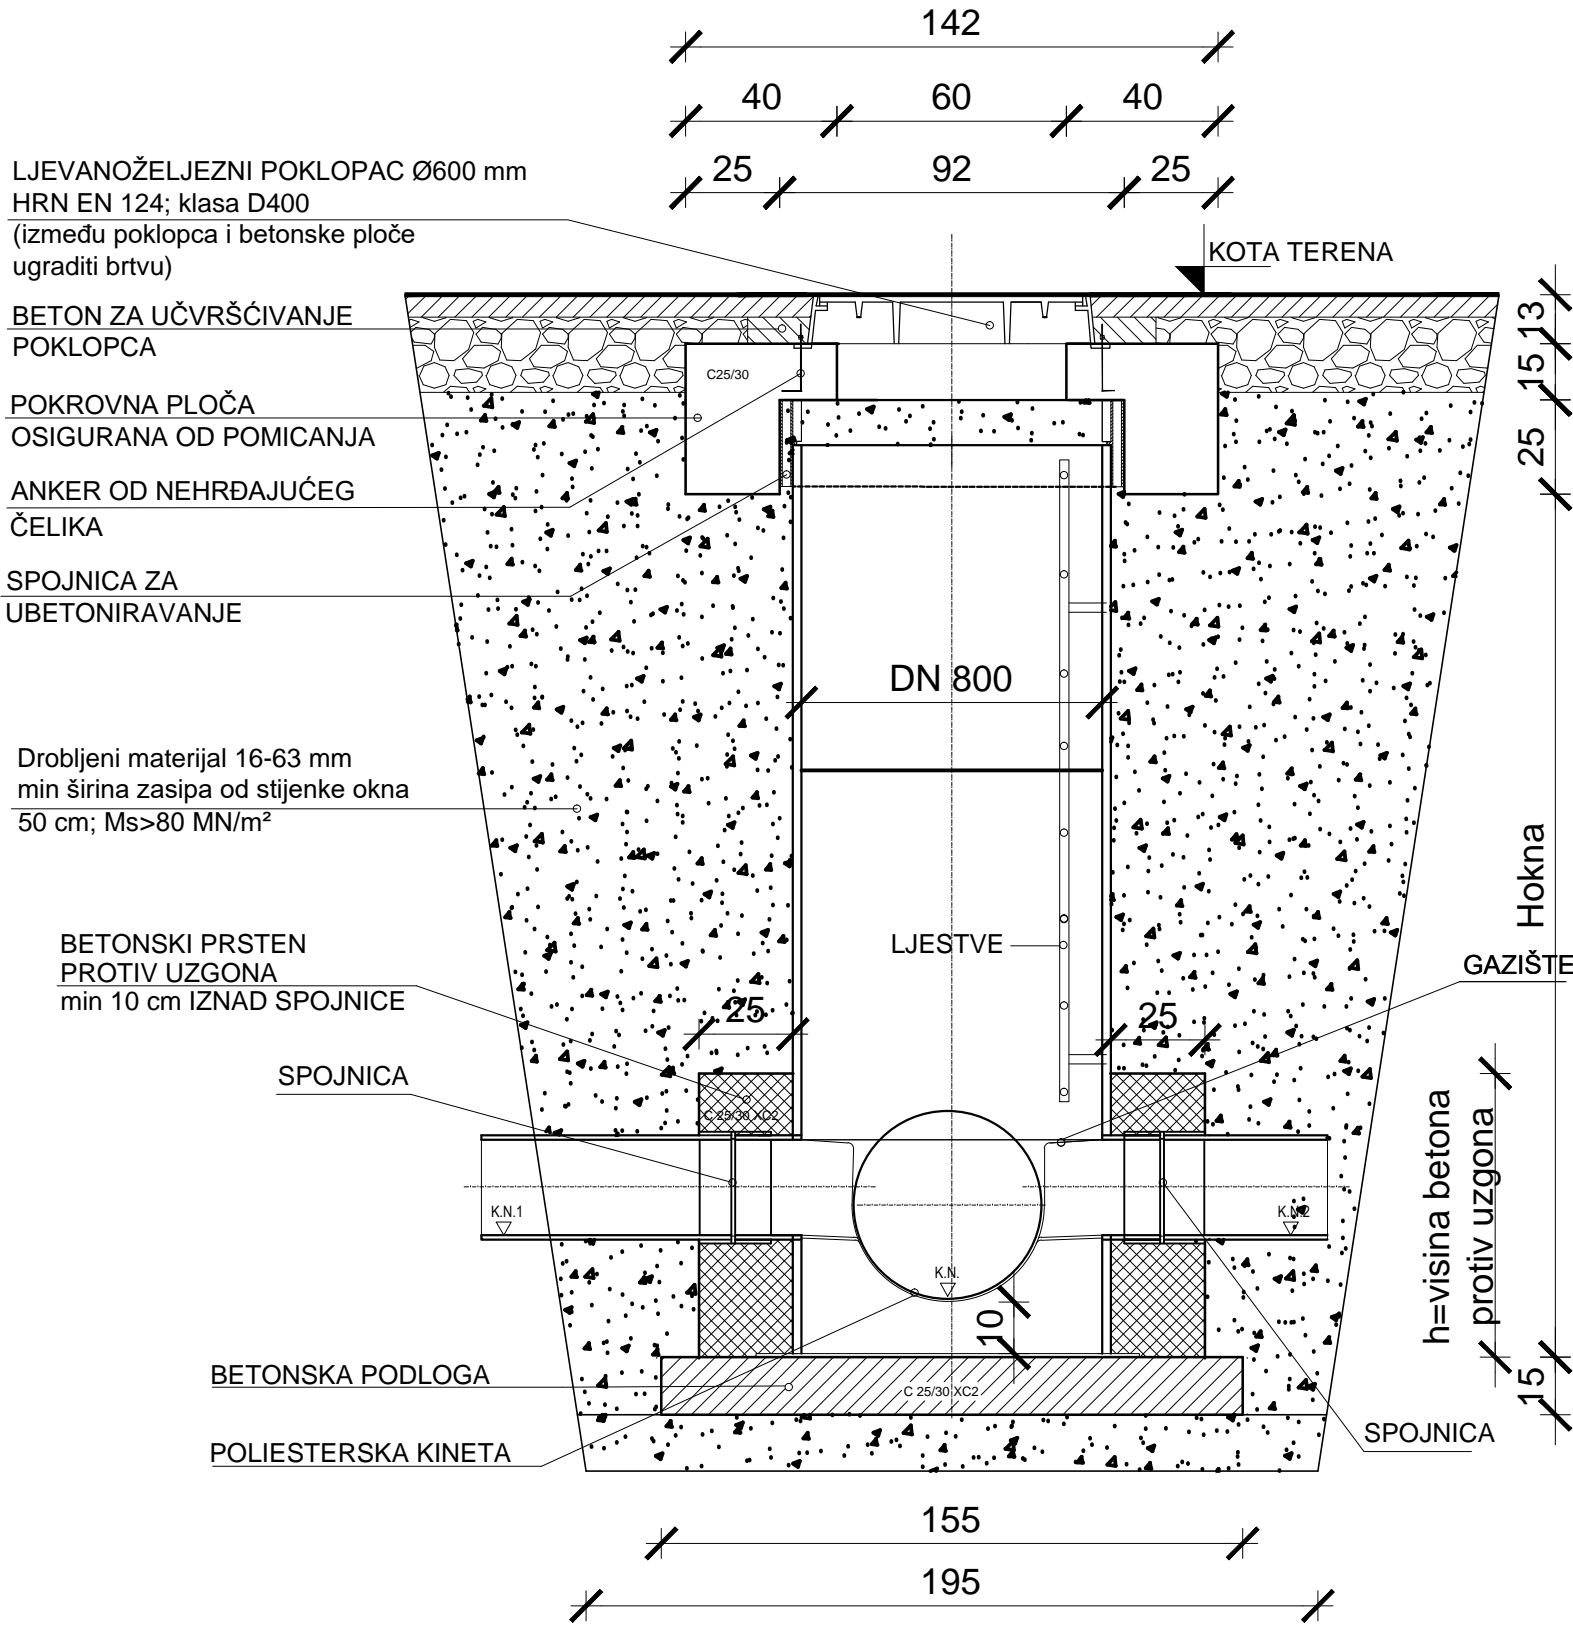 142
40 60 40
25 92 25
LJEVANOŽELJEZNI POKLOPAC Ø600 mm
HRN EN 124; klasa D400
(između poklopca i betonske ploče
ugraditi brtvu)
KOTA TERENA
BETON ZA UČVRŠĆIVANJE
POKLOPCA
13
15
25
C25/30
POKROVNA PLOČA
OSIGURANA OD POMICANJA
ANKER OD NEHRĐAJUĆEG
ČELIKA
SPOJNICA ZA
UBETONIRAVANJE
DN 800
Drobljeni materijal 16-63 mm
min širina zasipa od stijenke okna
50 cm; Ms>80 MN/m²
Hokna
BETONSKI PRSTEN
PROTIV UZGONA
min 10 cm IZNAD SPOJNICE
LJESTVE
GAZIŠTE
25
25
SPOJNICA
C 25/30 XC2
K.N.1
K.N.2
K.N.
h=visina betona
protiv uzgona
10
BETONSKA PODLOGA
C 25/30 XC2
15
POLIESTERSKA KINETA
SPOJNICA
155
195